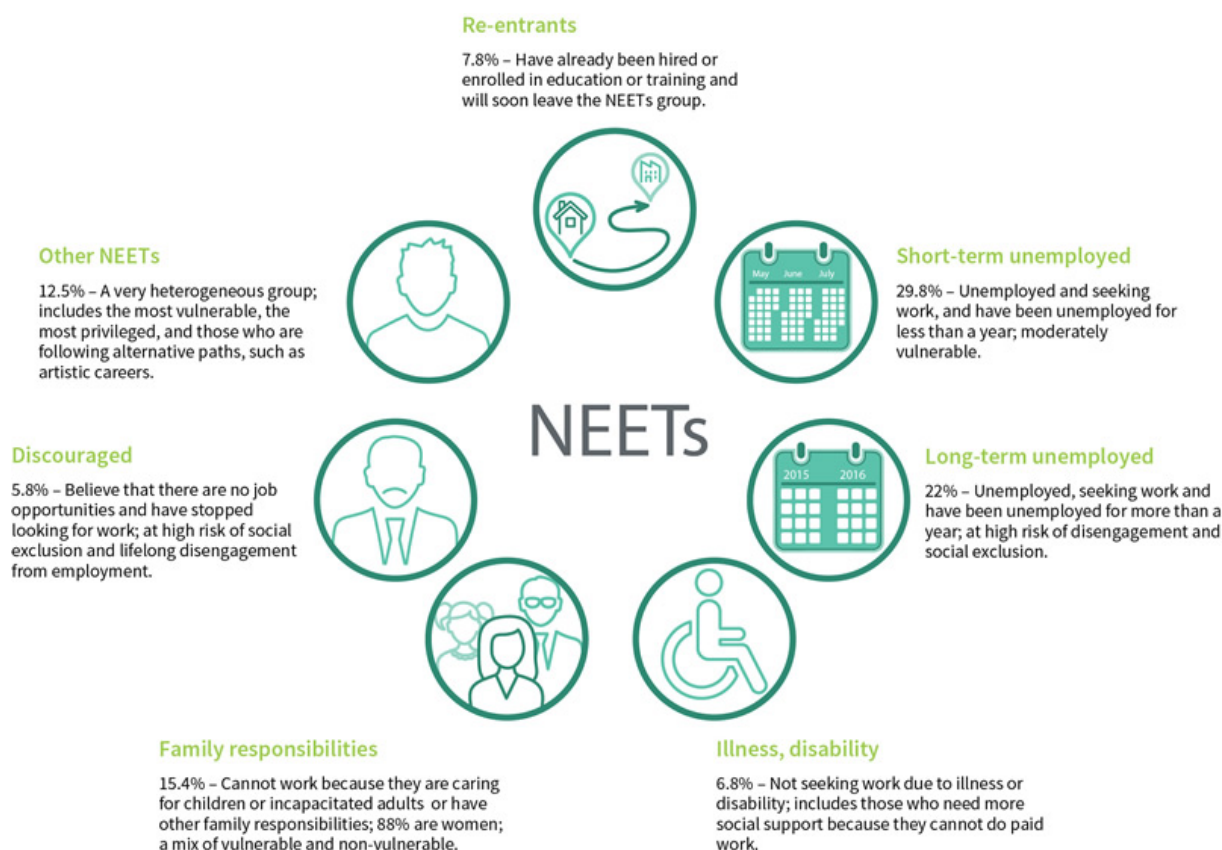 Re-entrants
7.8% – Have already been hired or
enrolled in education or training and
will soon leave the NEETs group.
Short-term unemployed
29.8% – Unemployed and seeking
work, and have been unemployed for
less than a year; moderately
vulnerable.
May June July
Long-term unemployed
22% – Unemployed, seeking work and
have been unemployed for more than a
year; at high risk of disengagement and
social exclusion.
2015 2016
Illness, disability
6.8% – Not seeking work due to illness or
disability; includes those who need more
social support because they cannot do paid
work.
Family responsibilities
15.4% – Cannot work because they are caring
for children or incapacitated adults or have
other family responsibilities; 88% are women;
a mix of vulnerable and non-vulnerable.
Discouraged
5.8% – Believe that there are no job
opportunities and have stopped
looking for work; at high risk of social
exclusion and lifelong disengagement
from employment.
Other NEETs
12.5% – A very heterogeneous group;
includes the most vulnerable, the
most privileged, and those who are
following alternative paths, such as
artistic careers.
NEETs